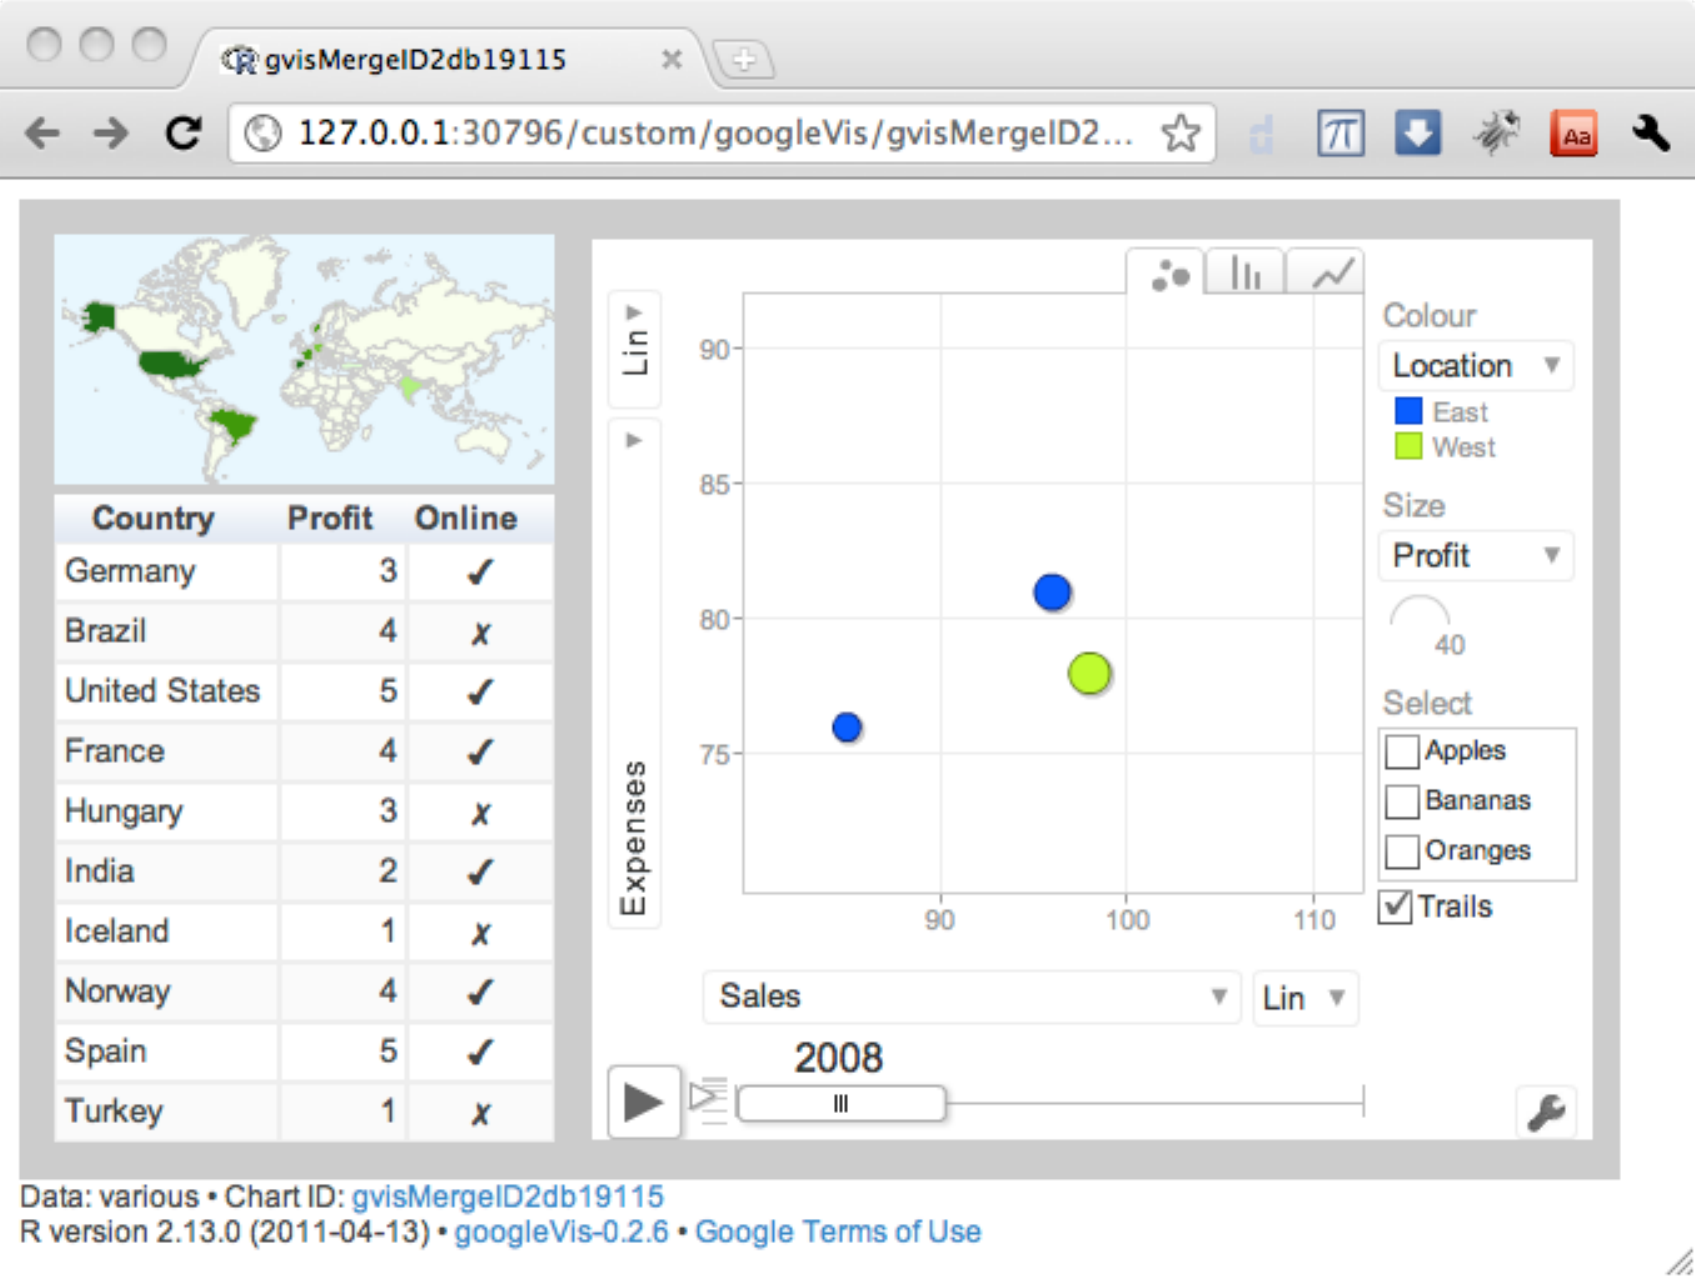 gvisMergeID2db19115
127.0.0.1:30796/custom/googleVis/gvisMergeID2...
π
Aa
Country Profit Online
Germany 3 ✔
Brazil 4 ✗
United States 5 ✔
France 4 ✔
Hungary 3 ✗
India 2 ✔
Iceland 1 ✗
Norway 4 ✔
Spain 5 ✔
Turkey 1 ✗
Lin
Expenses
90
85
80
75
90 100 110
Sales
Lin
2008
Colour
Location
East
West
Size
Profit
40
Select
Apples
Bananas
Oranges
Trails
Data: various • Chart ID: gvisMergeID2db19115
R version 2.13.0 (2011-04-13) • googleVis-0.2.6 • Google Terms of Use